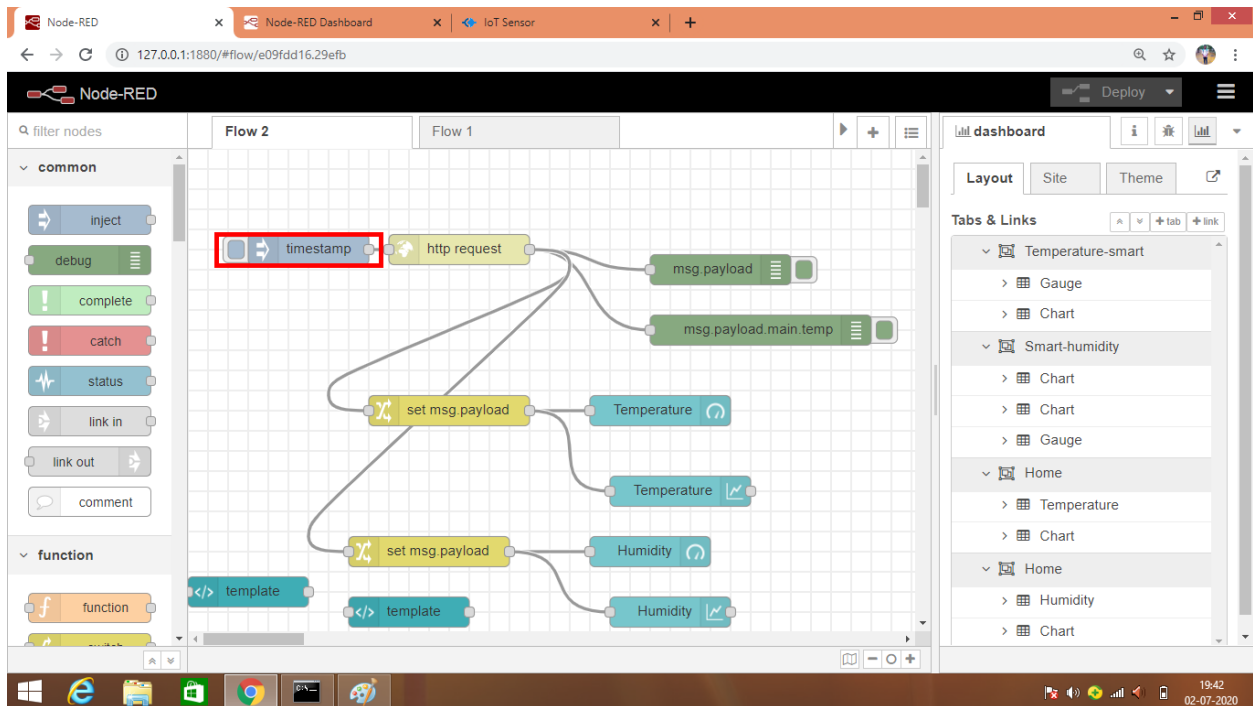 Node-RED
Node-RED Dashboard
IoT Sensor
127.0.0.1:1880/#flow/e09fdd16.29efb
Node-RED
Deploy
filter nodes
Flow 2
Flow 1
dashboard
common
inject
debug
complete
catch
status
link in
link out
comment
function
function
timestamp
http request
msg.payload
msg.payload.main.temp
set msg.payload
Temperature
Temperature
set msg.payload
Humidity
template
template
Humidity
Layout
Site
Theme
Tabs & Links
tab
link
Temperature-smart
Gauge
Chart
Smart-humidity
Chart
Chart
Gauge
Home
Temperature
Chart
Home
Humidity
Chart
19:42
02-07-2020